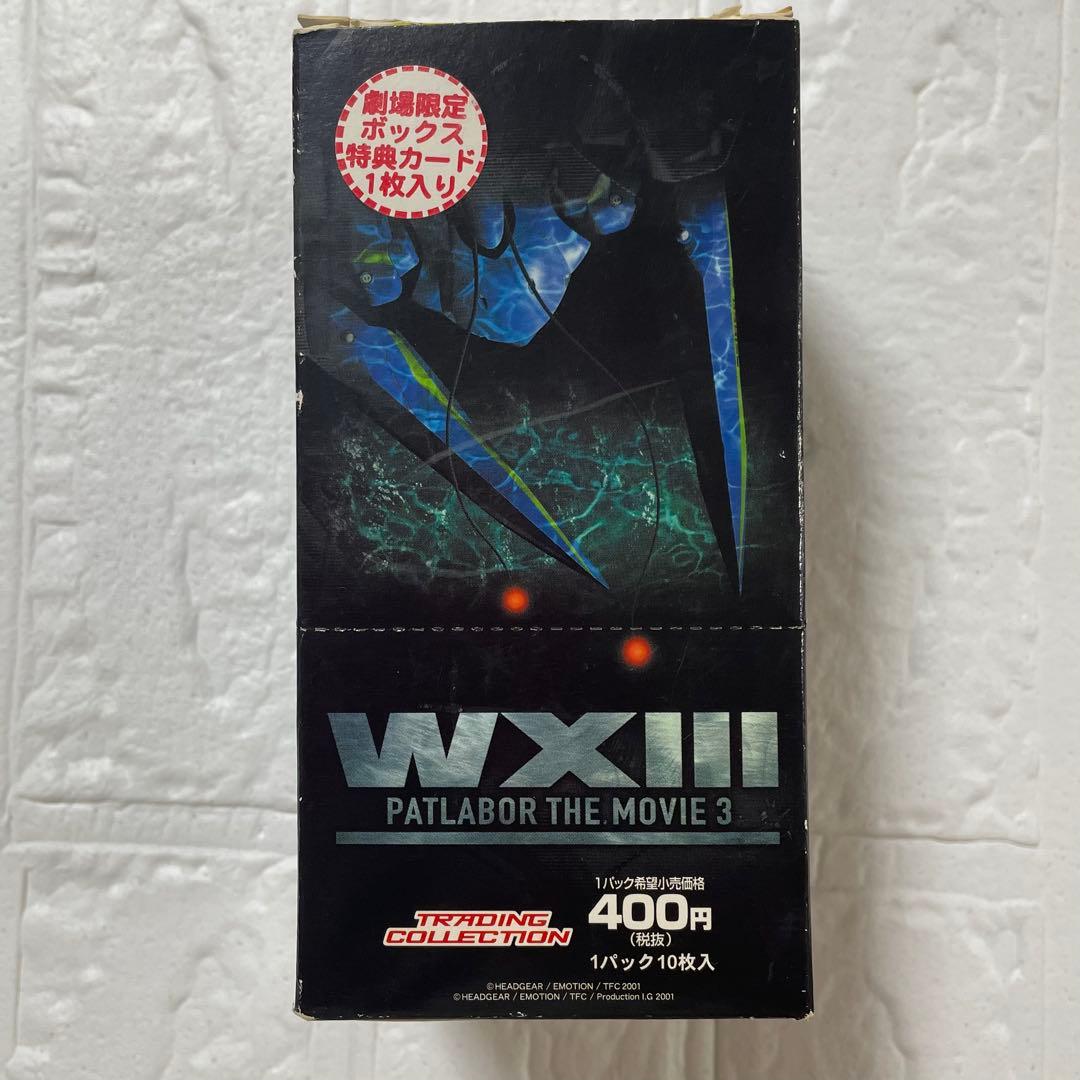 劇場限定
ボックス
特典カード
1枚入り
WXIII
PATLABOR THE MOVIE 3
TRADING
COLLECTION
1パック希望小売価格
400円
(税抜)
1パック10枚入
©HEADGEAR / EMOTION / TFC 2001
©HEADGEAR / EMOTION / TFC / Production I.G 2001